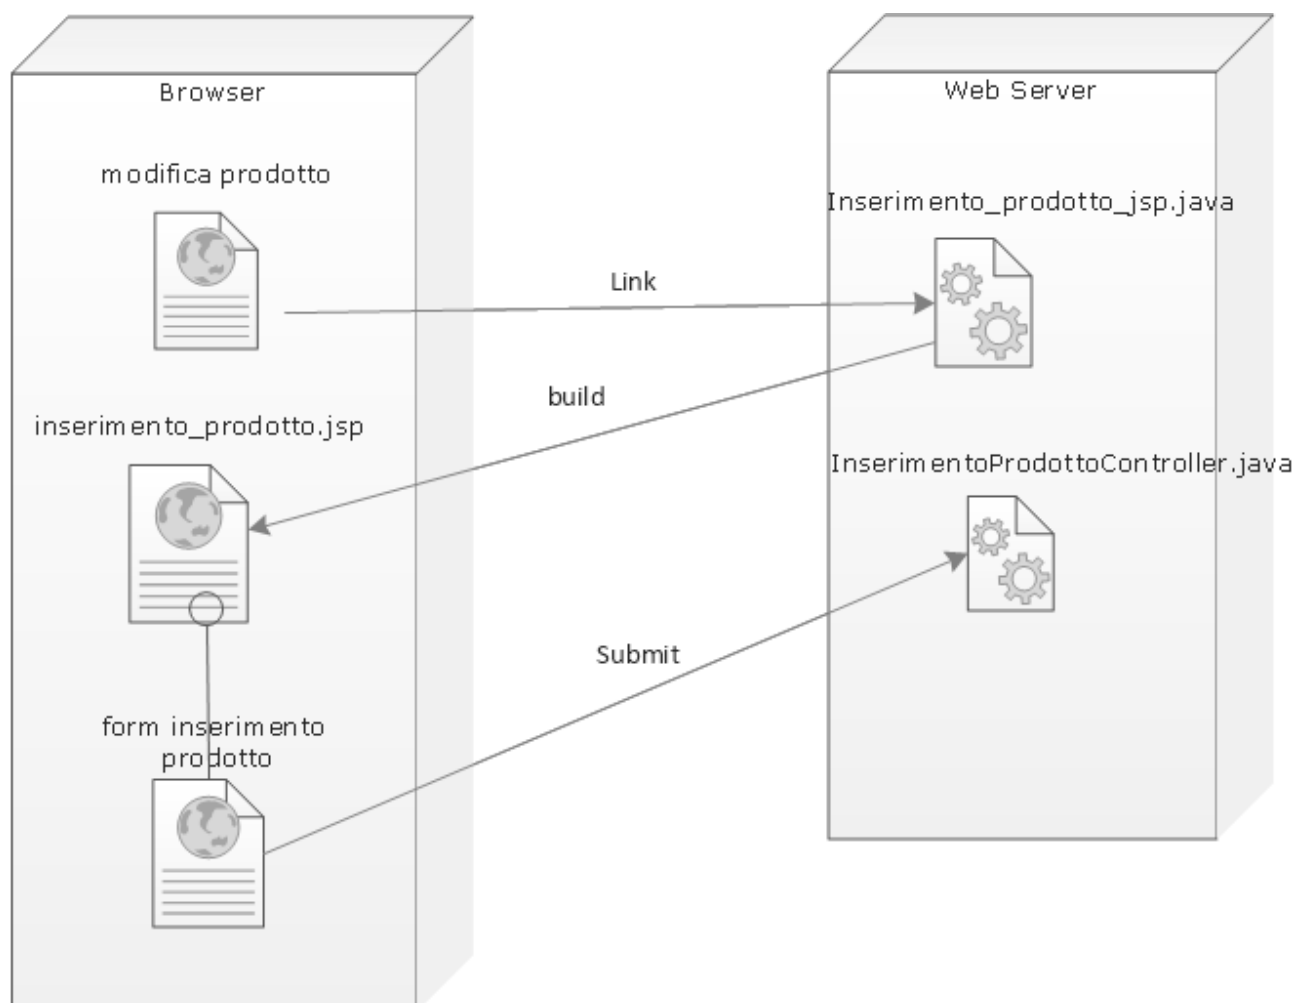 Browser
Web Server
modifica prodotto
Inserimento_prodotto_jsp.java
Link
build
inserimento_prodotto.jsp
InserimentoProdottoController.java
Submit
form inserimento
prodotto